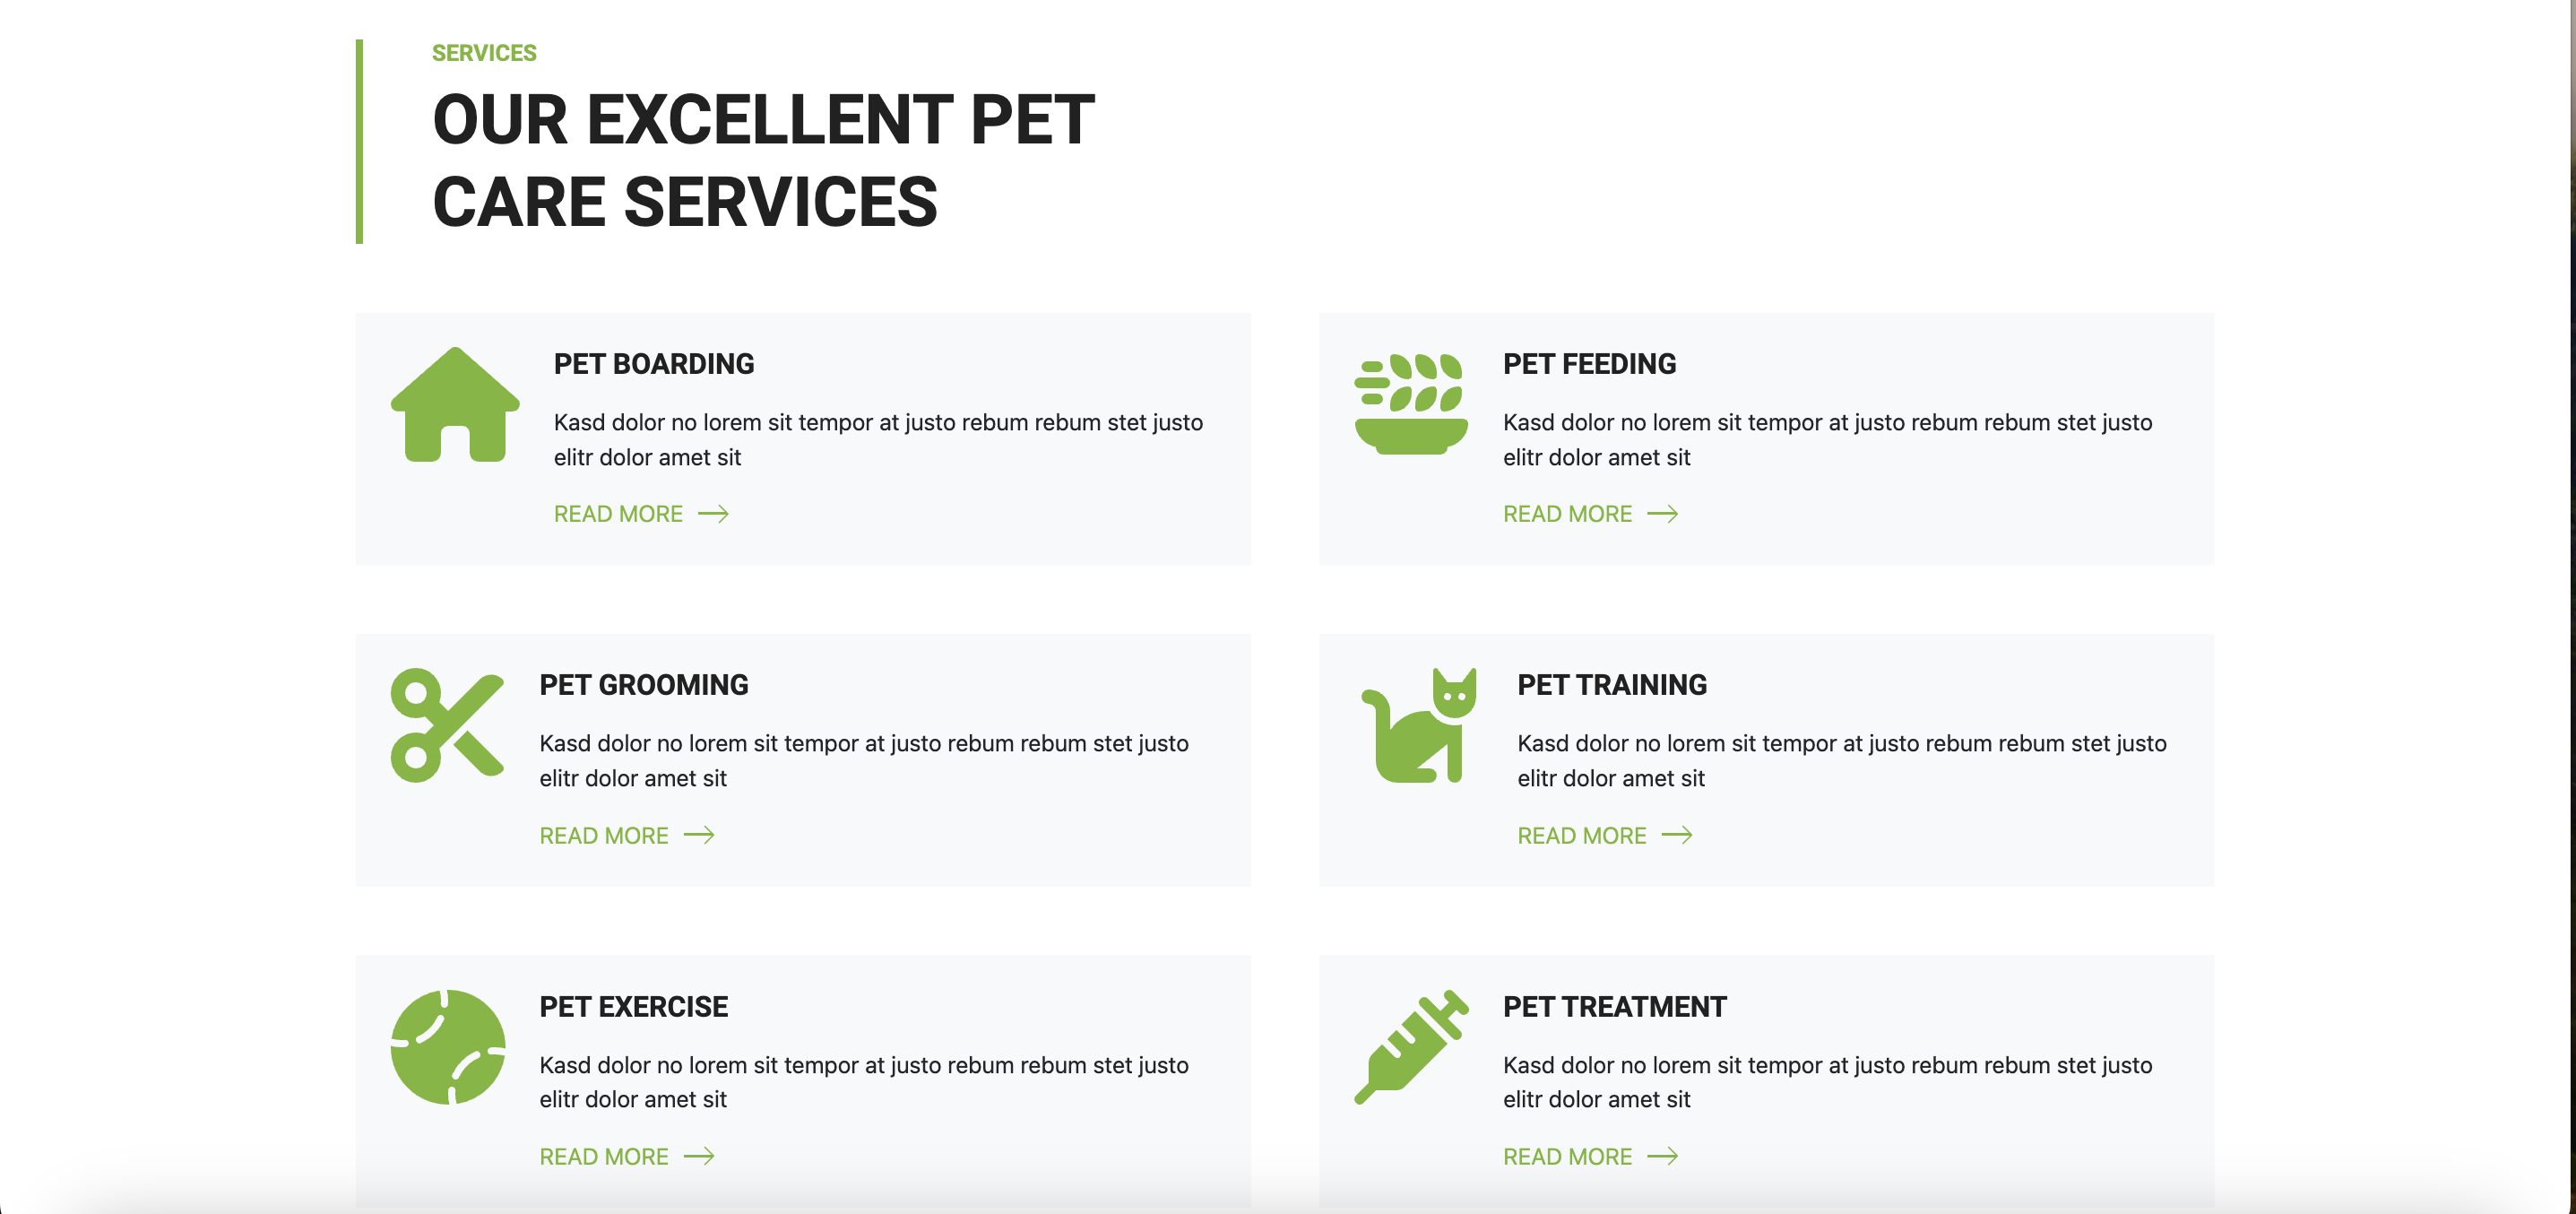 SERVICES
OUR EXCELLENT PET
CARE SERVICES
PET BOARDING
Kasd dolor no lorem sit tempor at justo rebum rebum stet justo
elitr dolor amet sit
READ MORE
PET FEEDING
Kasd dolor no lorem sit tempor at justo rebum rebum stet justo
elitr dolor amet sit
READ MORE
PET GROOMING
Kasd dolor no lorem sit tempor at justo rebum rebum stet justo
elitr dolor amet sit
READ MORE
PET TRAINING
Kasd dolor no lorem sit tempor at justo rebum rebum stet justo
elitr dolor amet sit
READ MORE
PET EXERCISE
Kasd dolor no lorem sit tempor at justo rebum rebum stet justo
elitr dolor amet sit
READ MORE
PET TREATMENT
Kasd dolor no lorem sit tempor at justo rebum rebum stet justo
elitr dolor amet sit
READ MORE